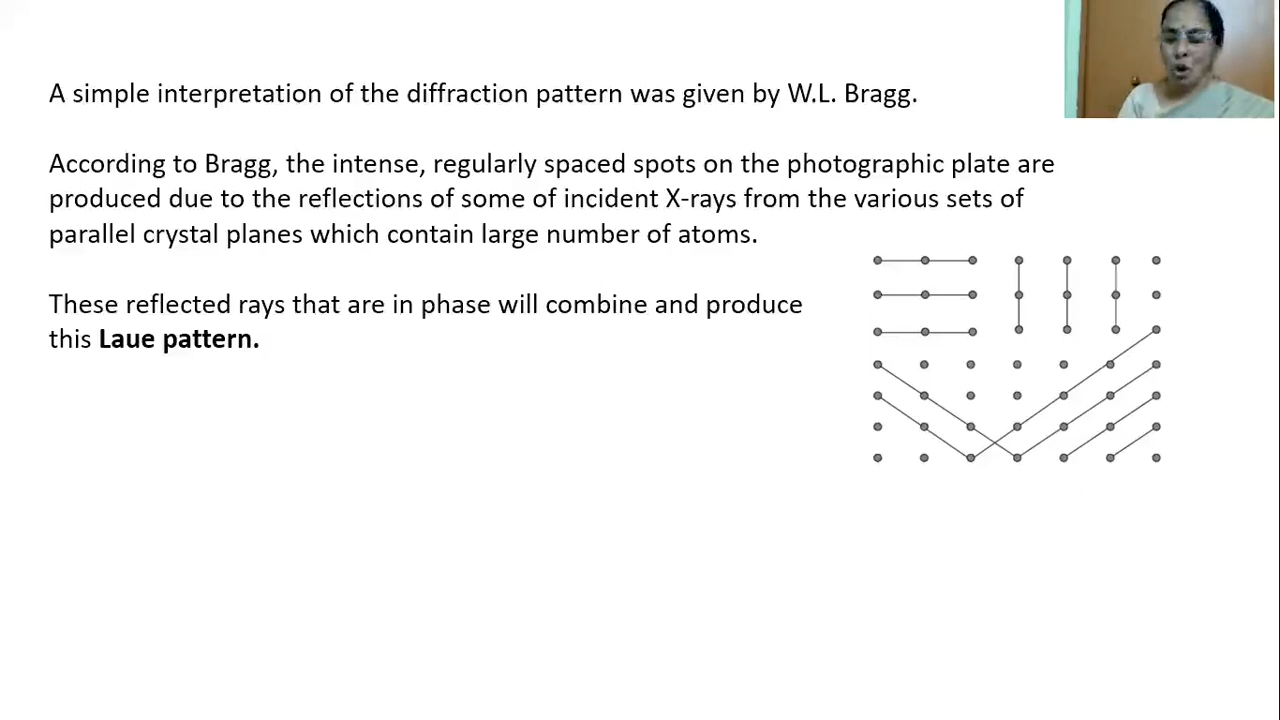 A simple interpretation of the diffraction pattern was given by W.L. Bragg.
According to Bragg, the intense, regularly spaced spots on the photographic plate are
produced due to the reflections of some of incident X-rays from the various sets of
parallel crystal planes which contain large number of atoms.
These reflected rays that are in phase will combine and produce
this Laue pattern.